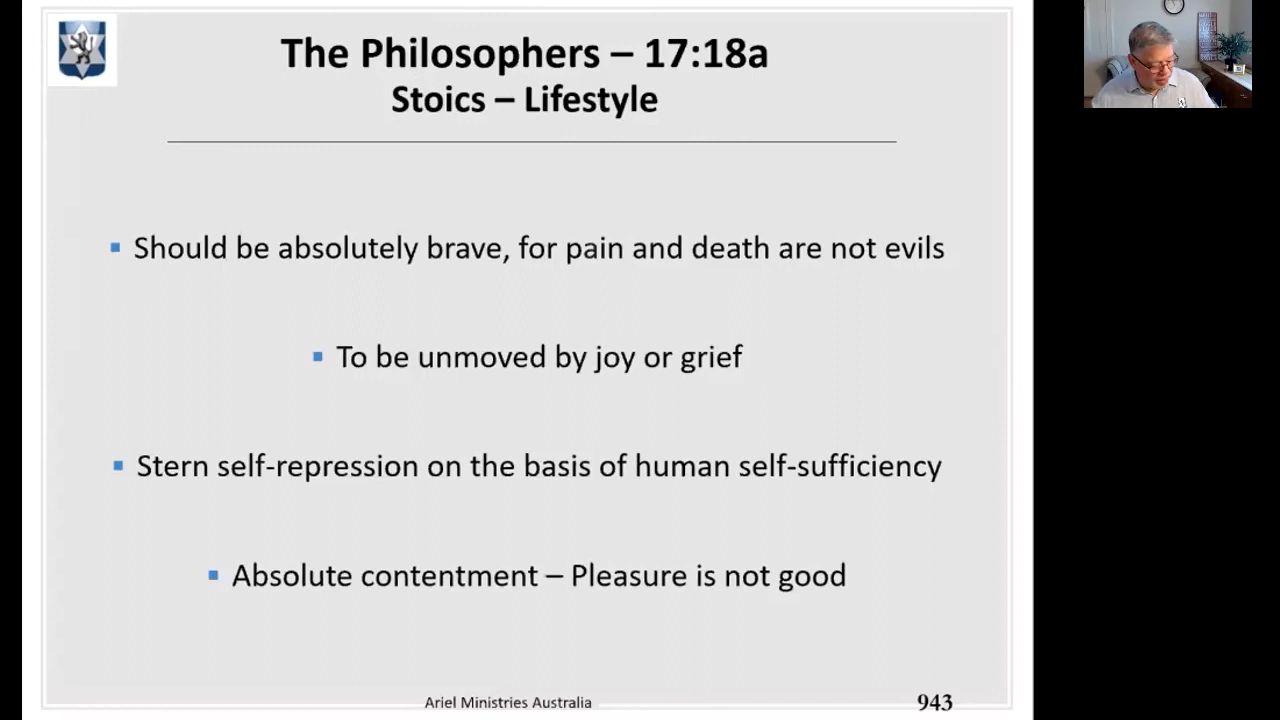 The Philosophers – 17:18a
Stoics – Lifestyle
▪ Should be absolutely brave, for pain and death are not evils
▪ To be unmoved by joy or grief
▪ Stern self-repression on the basis of human self-sufficiency
▪ Absolute contentment – Pleasure is not good
Ariel Ministries Australia
943